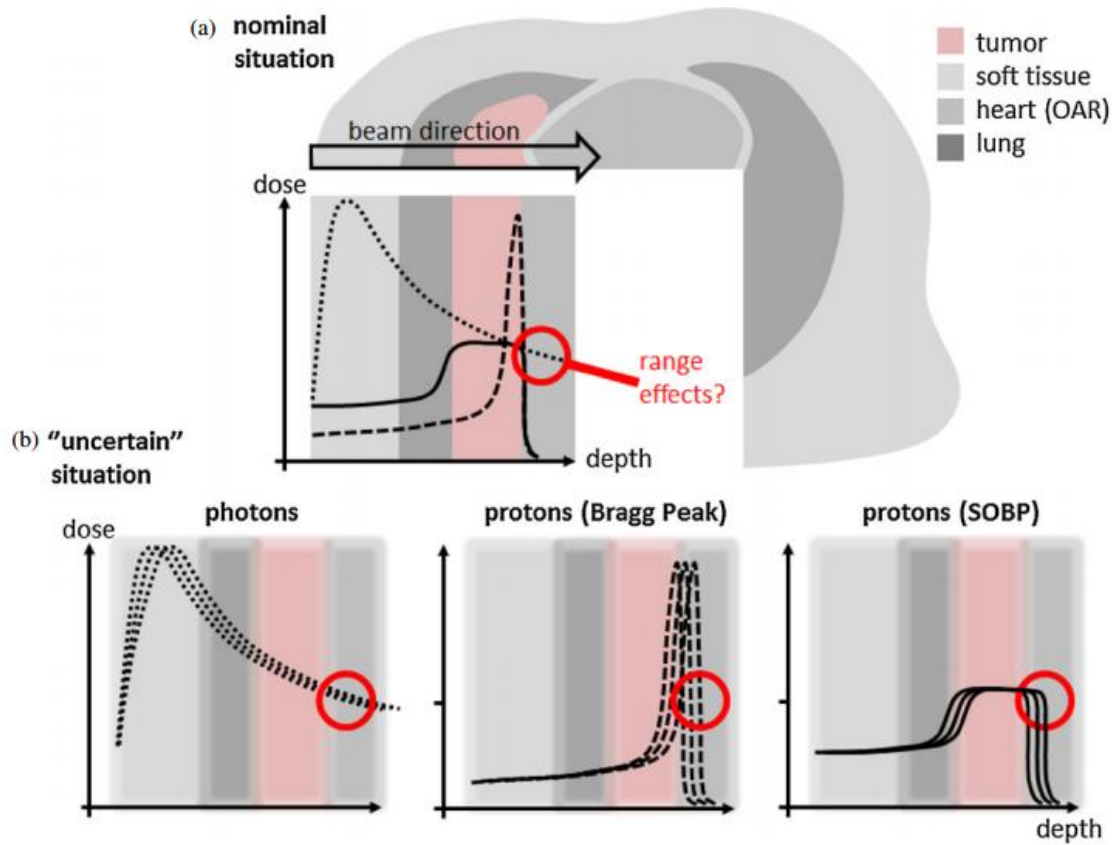 (a) nominal
situation
tumor
soft tissue
heart (OAR)
lung
beam direction
dose
range
effects?
depth
(b) "uncertain"
situation
photons
protons (Bragg Peak)
protons (SOBP)
dose
depth